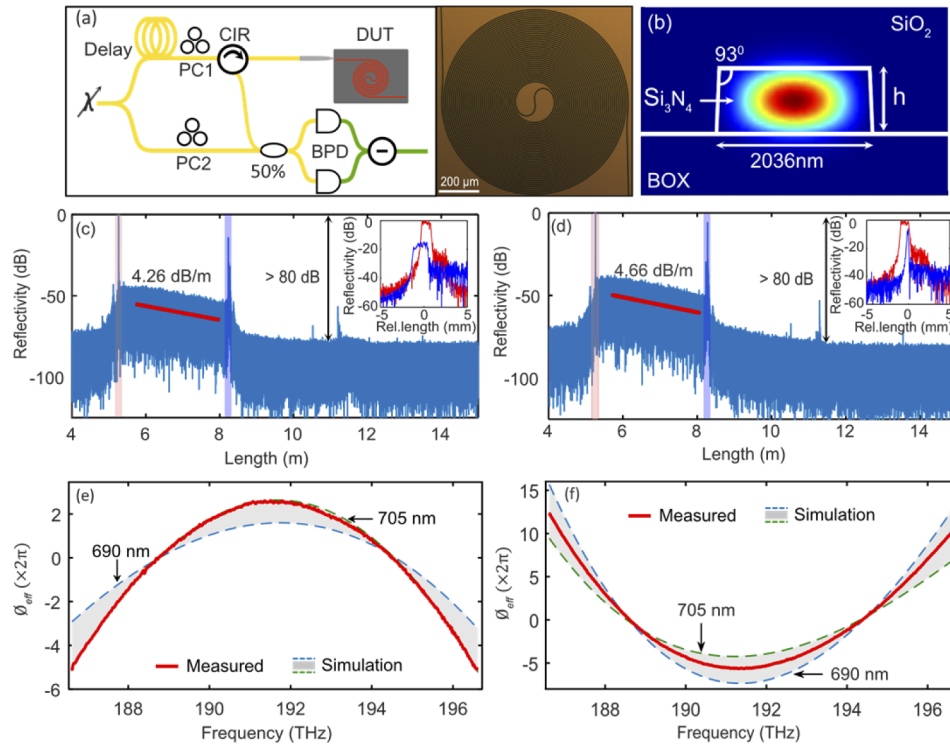 (a)
Delay
CIR
DUT
PC1
λ
PC2
50%
BPD
−
200 μm
(b)
SiO2
93⁰
Si3N4
h
2036nm
BOX
(c)
0
-50
-100
Reflectivity (dB)
4.26 dB/m
> 80 dB
Reflectivity (dB)
0
-20
-40
-60
-5 0 5
Rel.length (mm)
4 6 8 10 12 14
Length (m)
(d)
0
-50
-100
Reflectivity (dB)
4.66 dB/m
> 80 dB
Reflectivity (dB)
0
-20
-40
-60
-5 0 5
Rel.length (mm)
4 6 8 10 12 14
Length (m)
(e)
2
0
-2
-4
-6
Øeff (×2π)
690 nm
705 nm
Measured
Simulation
188 190 192 194 196
Frequency (THz)
(f)
15
10
5
0
-5
Øeff (×2π)
Measured
Simulation
705 nm
690 nm
188 190 192 194 196
Frequency (THz)